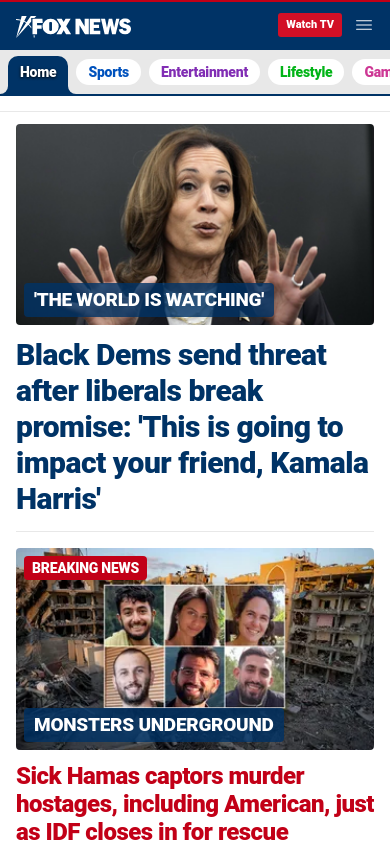 FOX NEWS
Watch TV
Home
Sports
Entertainment
Lifestyle
'THE WORLD IS WATCHING'
Black Dems send threat
after liberals break
promise: 'This is going to
impact your friend, Kamala
Harris'
BREAKING NEWS
MONSTERS UNDERGROUND
Sick Hamas captors murder
hostages, including American, just
as IDF closes in for rescue